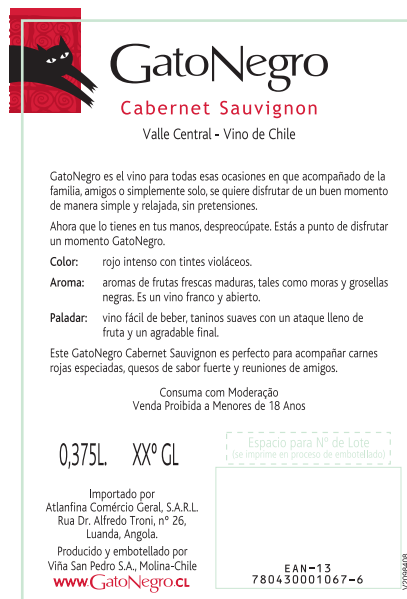 GatoNegro
Cabernet Sauvignon
Valle Central - Vino de Chile
GatoNegro es el vino para todas esas ocasiones en que acompañado de la
familia, amigos o simplemente solo, se quiere disfrutar de un buen momento
de manera simple y relajada, sin pretensiones.
Ahora que lo tienes en tus manos, despreocúpate. Estás a punto de disfrutar
un momento GatoNegro.
Color: rojo intenso con tintes violáceos.
Aroma: aromas de frutas frescas maduras, tales como moras y grosellas
negras. Es un vino franco y abierto.
Paladar: vino fácil de beber, taninos suaves con un ataque lleno de
fruta y un agradable final.
Este GatoNegro Cabernet Sauvignon es perfecto para acompañar carnes
rojas especiadas, quesos de sabor fuerte y reuniones de amigos.
Consuma com Moderação
Venda Proibida a Menores de 18 Anos
0,375L. XXº GL
Espacio para Nº de Lote
(se imprime en proceso de embotellado)
Importado por
Atlanfina Comércio Geral, S.A.R.L.
Rua Dr. Alfredo Troni, nº 26,
Luanda, Angola.
Producido y embotellado por
Viña San Pedro S.A., Molina-Chile
www.GatoNegro.CL
EAN-13
780430001067-6
V2098408